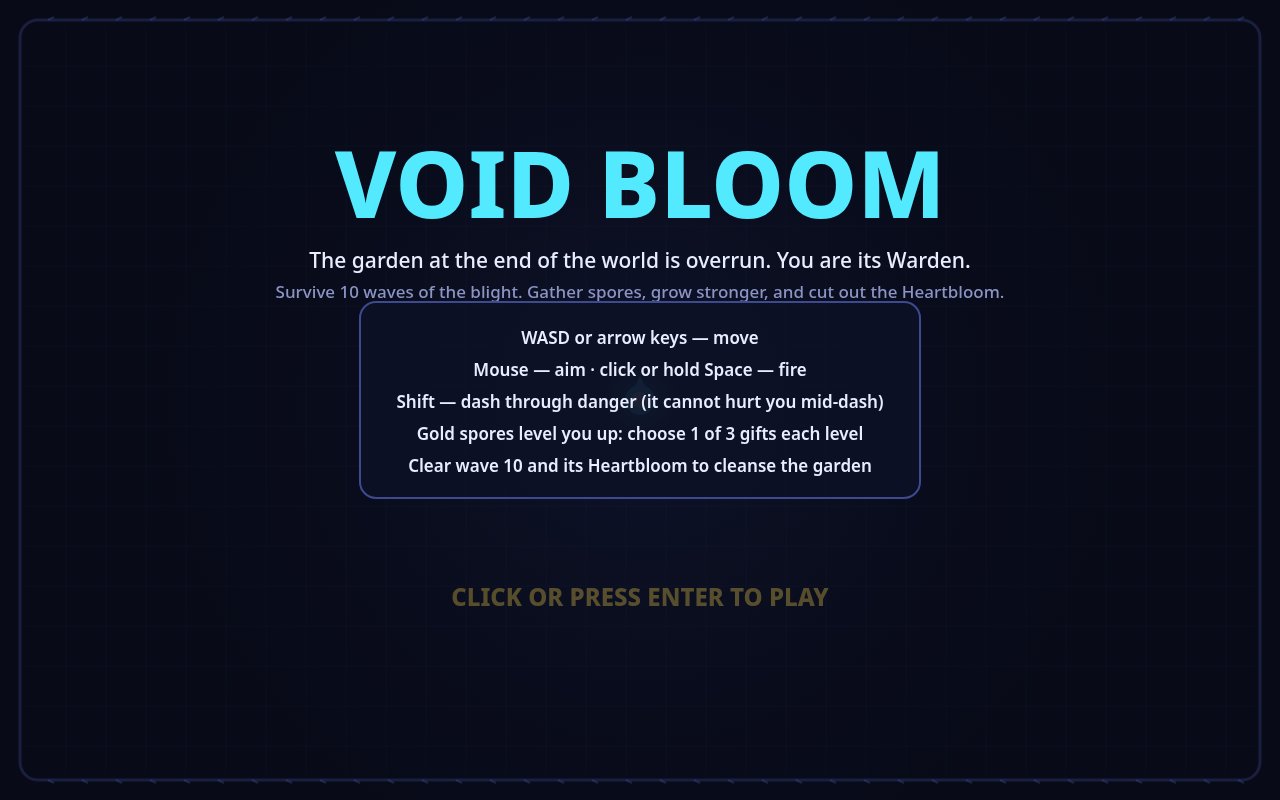 VOID BLOOM
The garden at the end of the world is overrun. You are its Warden.
Survive 10 waves of the blight. Gather spores, grow stronger, and cut out the Heartbloom.
WASD or arrow keys — move
Mouse — aim · click or hold Space — fire
Shift — dash through danger (it cannot hurt you mid-dash)
Gold spores level you up: choose 1 of 3 gifts each level
Clear wave 10 and its Heartbloom to cleanse the garden
CLICK OR PRESS ENTER TO PLAY